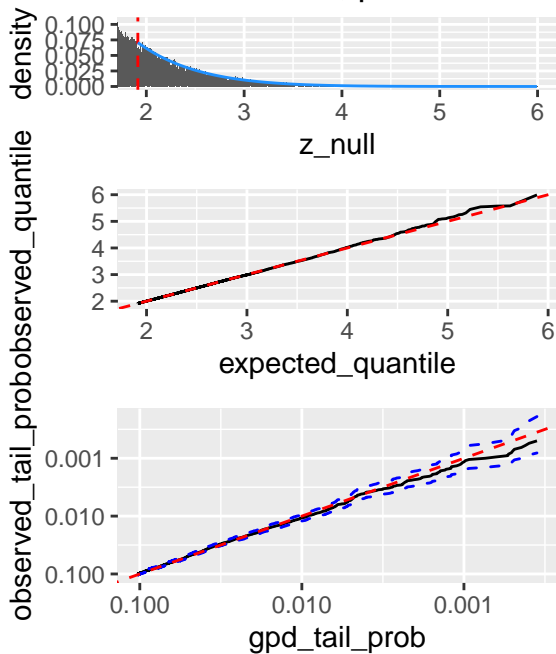 density
0.100
0.075
0.050
0.025
0.000
2 3 4 5 6
z_null
observed_quantile
6
5
4
3
2
2 3 4 5 6
expected_quantile
observed_tail_prob
0.001
0.010
0.100
0.100 0.010 0.001
gpd_tail_prob